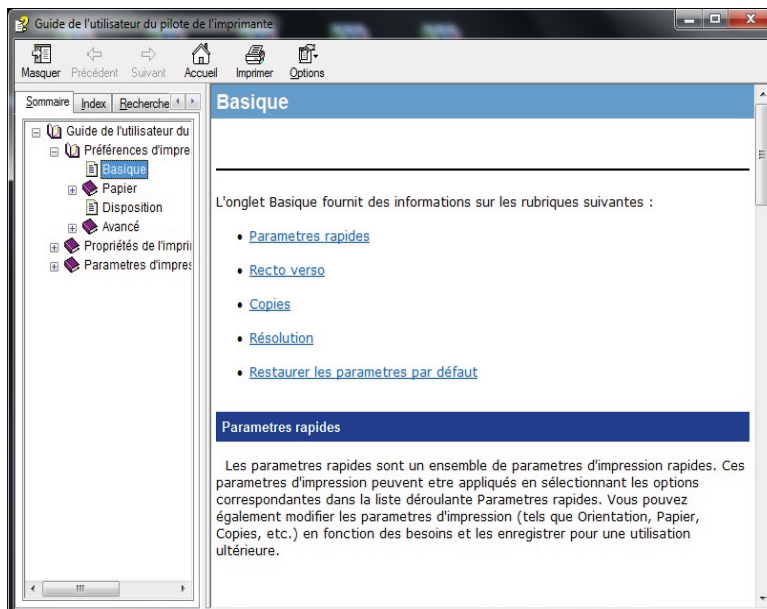 Guide de l'utilisateur du pilote de l'imprimante
Masquer Précédent Suivant Accueil Imprimer Options
Sommaire Index Recherche
Guide de l'utilisateur du
Préférences d'impre
Basique
Papier
Disposition
Avancé
Propriétés de l'imprin
Parametres d'impres
Basique
L'onglet Basique fournit des informations sur les rubriques suivantes :
• Parametres rapides
• Recto verso
• Copies
• Résolution
• Restaurer les parametres par défaut
Parametres rapides
Les parametres rapides sont un ensemble de parametres d'impression rapides. Ces
parametres d'impression peuvent etre appliqués en sélectionnant les options
correspondantes dans la liste déroulante Parametres rapides. Vous pouvez
également modifier les parametres d'impression (tels que Orientation, Papier,
Copies, etc.) en fonction des besoins et les enregistrer pour une utilisation
ultérieure.